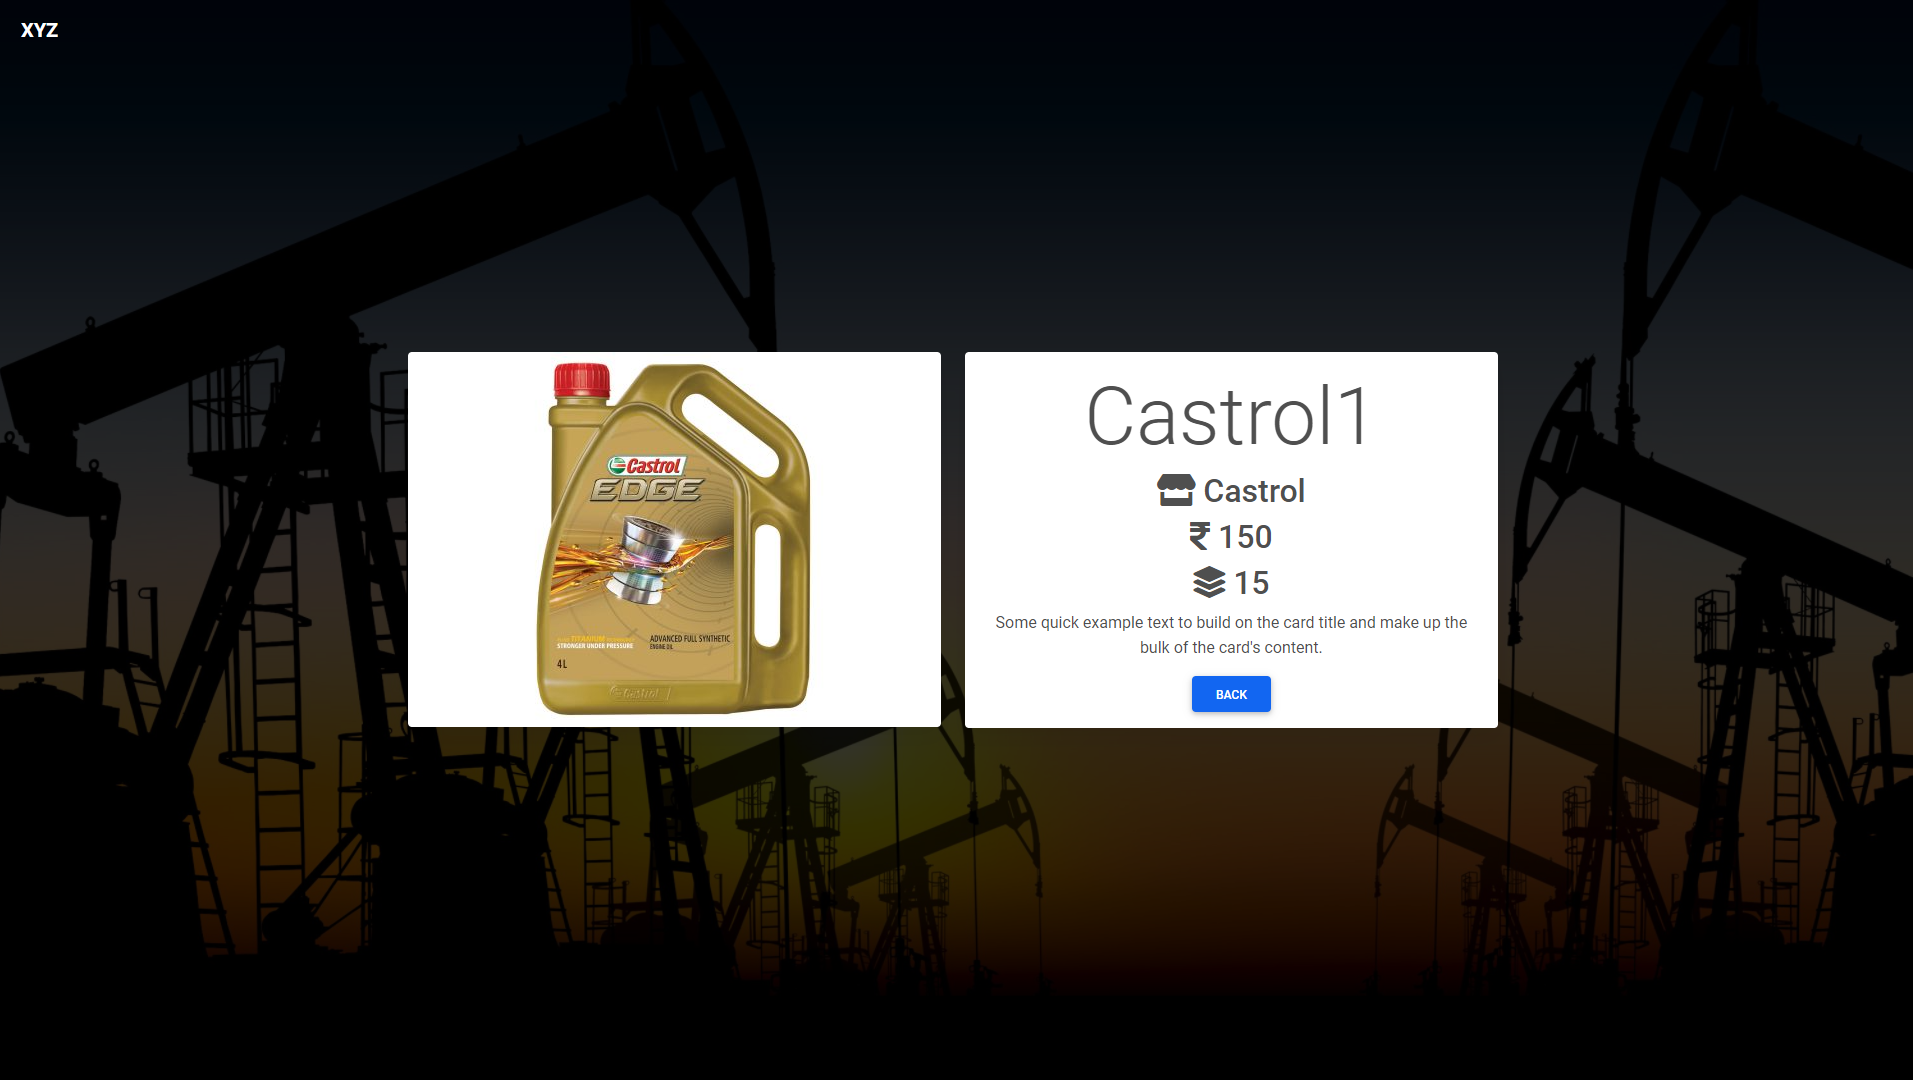 XYZ
Castrol
EDGE
TITANIUM
STRONGER UNDER PRESSURE
ADVANCED FULL SYNTHETIC
ENGINE OIL
4L
Castrol
Castrol1
Castrol
₹ 150
15
Some quick example text to build on the card title and make up the
bulk of the card's content.
BACK